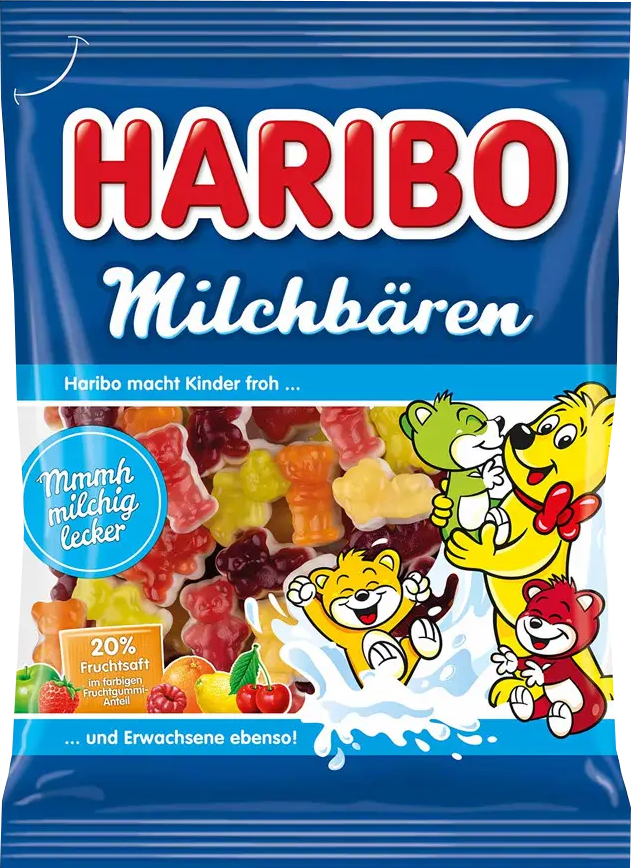 HARIBO
Milchbären
Haribo macht Kinder froh ...
Mmmh
milchig
lecker
20%
Fruchtsaft
im farbigen
Fruchtgummi-
Anteil
... und Erwachsene ebenso!